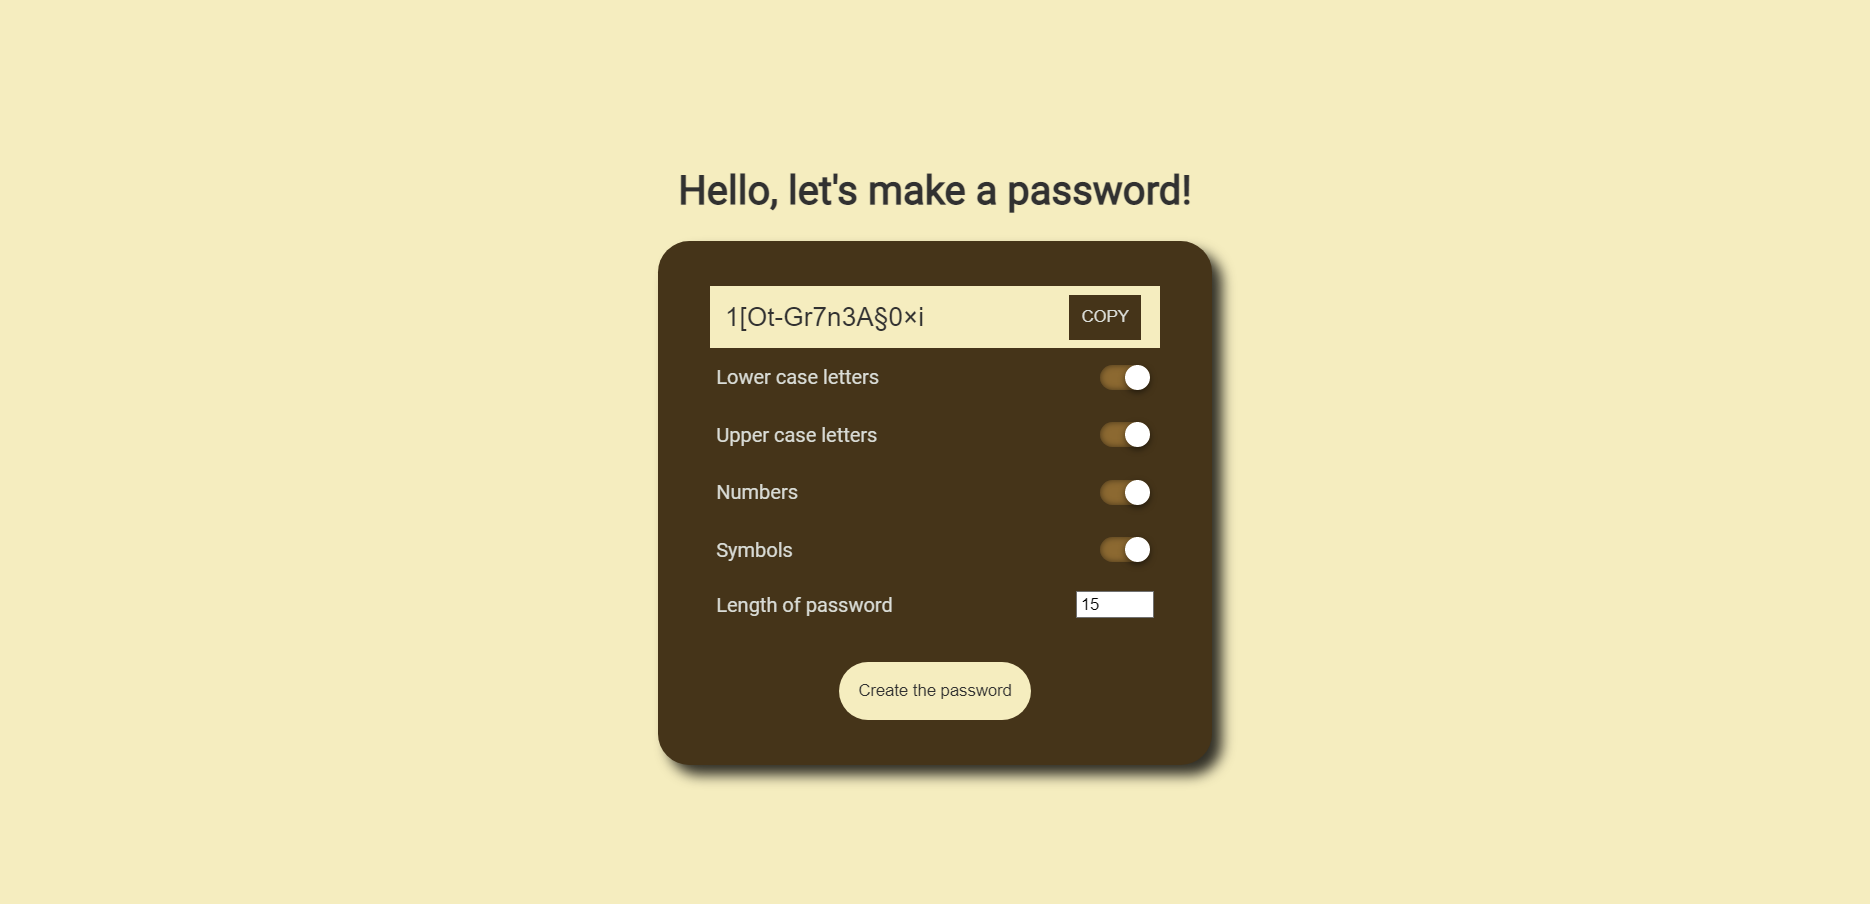 Hello, let's make a password!
1[Ot-Gr7n3A§0×i
COPY
Lower case letters
Upper case letters
Numbers
Symbols
Length of password
15
Create the password